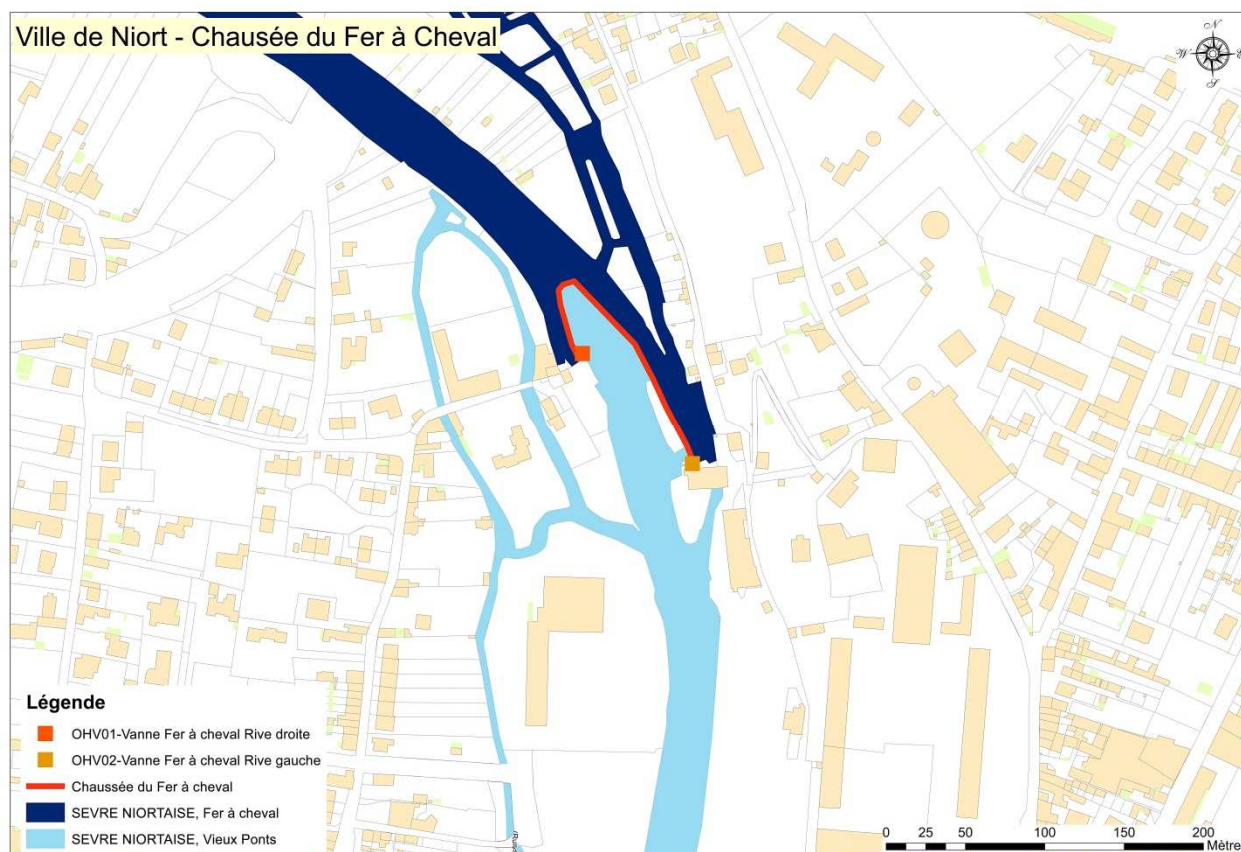 Ville de Niort - Chausée du Fer à Cheval
N
W E
S
Légende
OHV01-Vanne Fer à cheval Rive droite
OHV02-Vanne Fer à cheval Rive gauche
Chaussée du Fer à cheval
SEVRE NIORTAISE, Fer à cheval
SEVRE NIORTAISE, Vieux Ponts
0 25 50 100 150 200
Mètre